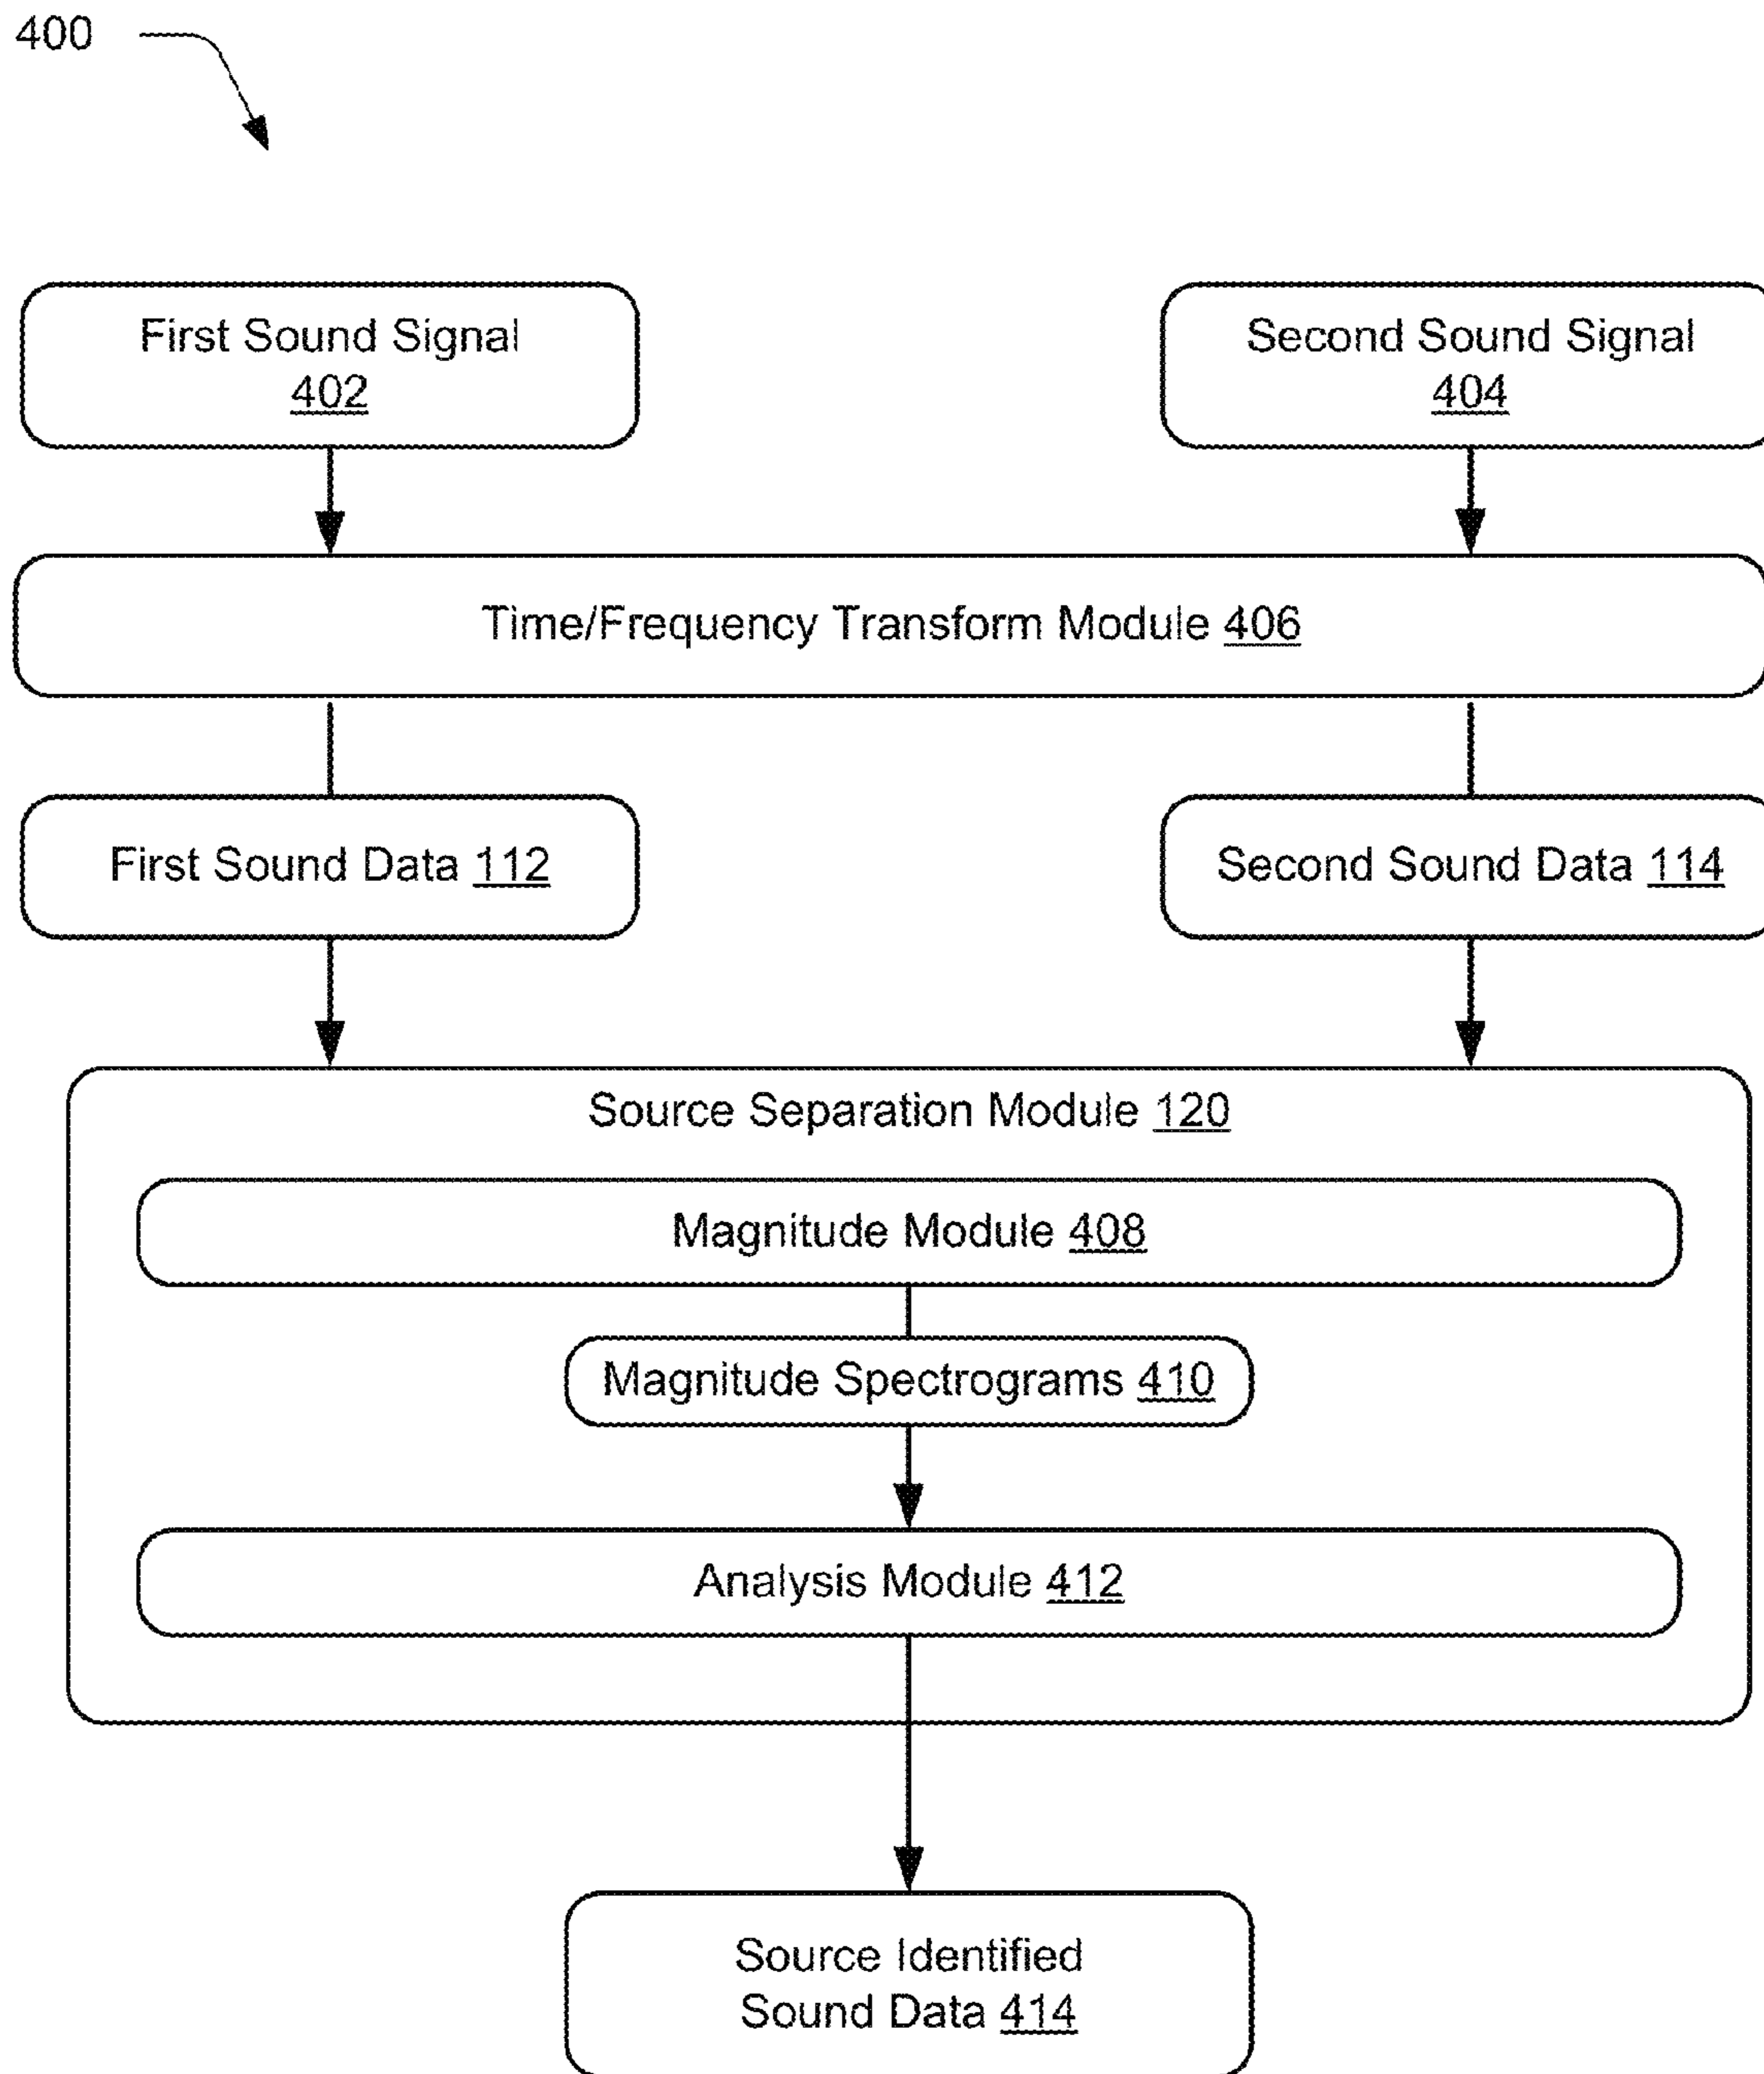 400
First Sound Signal
402
Second Sound Signal
404
Time/Frequency Transform Module 406
First Sound Data 112
Second Sound Data 114
Source Separation Module 120
Magnitude Module 408
Magnitude Spectrograms 410
Analysis Module 412
Source Identified
Sound Data 414